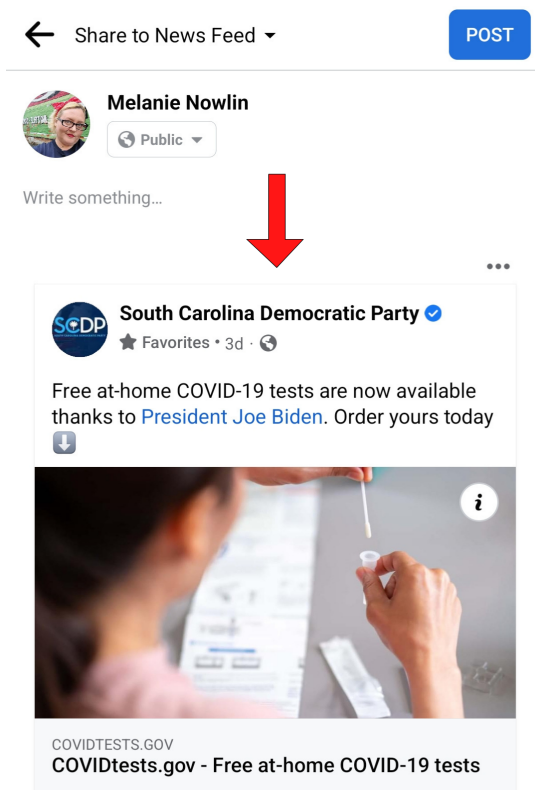 Share to News Feed
POST
Melanie Nowlin
Public
Write something...
SCDP
South Carolina Democratic Party
Favorites • 3d ·
Free at-home COVID-19 tests are now available
thanks to President Joe Biden. Order yours today
i
COVIDTESTS.GOV
COVIDtests.gov - Free at-home COVID-19 tests